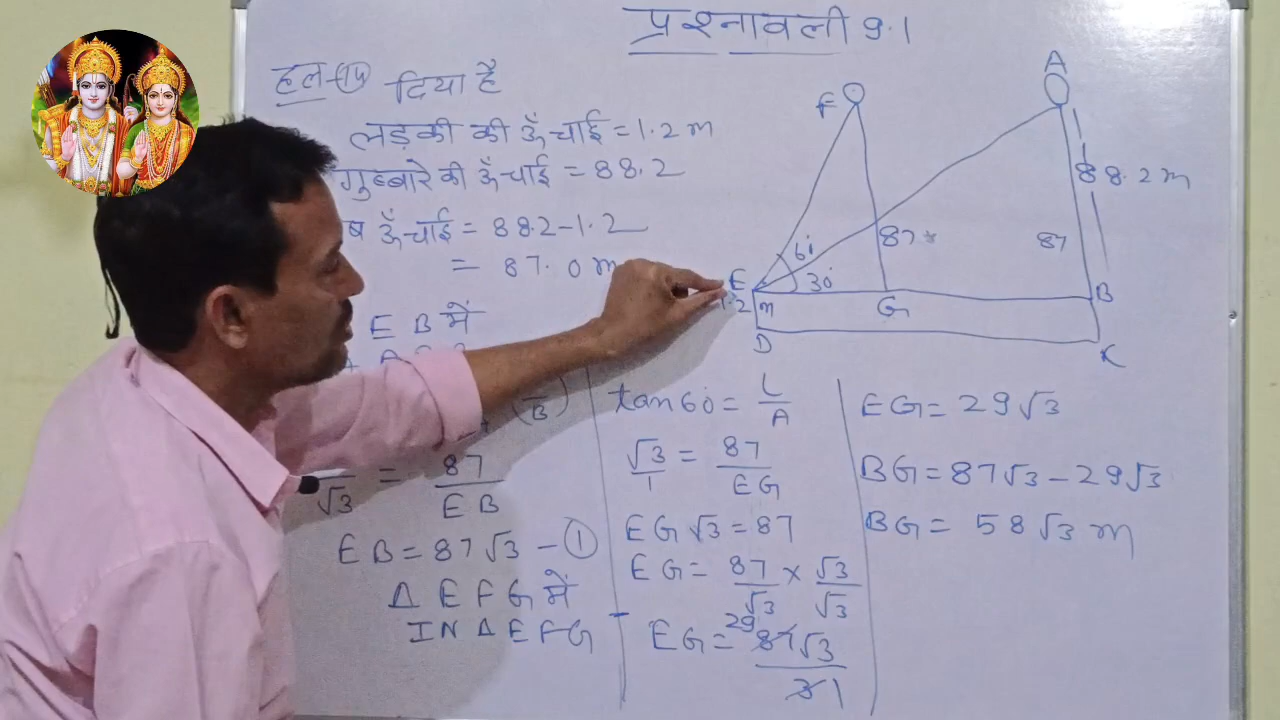 प्रश्नावली 9.1
हल-14 दिया है
लड़की की ऊँचाई = 1.2 m
गुब्बारे की ऊँचाई = 88.2
ऊँचाई = 88.2 - 1.2
= 87.0 m
E B में
87
√3 = EB
EB = 87√3 - ①
Δ EFG में
IN Δ EFG
tan 60° = L/A
√3/1 = 87/EG
EG√3 = 87
EG = 87/√3 × √3/√3
EG = 29 87√3 / 3 1
EG = 29√3
BG = 87√3 - 29√3
BG = 58√3 m
F
A
88.2 m
60°
87
87
E
30°
G
B
1.2 m
D
K